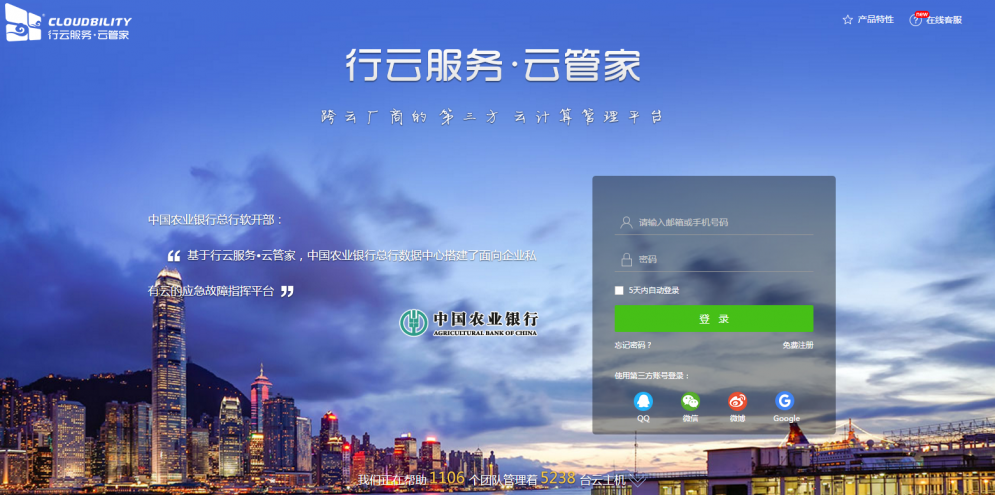 CLOUDBILITY
行云服务·云管家
产品特性
new
在线客服
行云服务·云管家
跨云厂商的第三方云计算管理平台
中国农业银行总行软开部：
“ 基于行云服务•云管家，中国农业银行总行数据中心搭建了面向企业私
有云的应急故障指挥平台 ”
中国农业银行
AGRICULTURAL BANK OF CHINA
请输入邮箱或手机号码
密码
5天内自动登录
登 录
忘记密码？ 免费注册
使用第三方账号登录：
QQ 微信 微博 Google
我们正在帮助 1106 个团队管理着 5238 台云主机